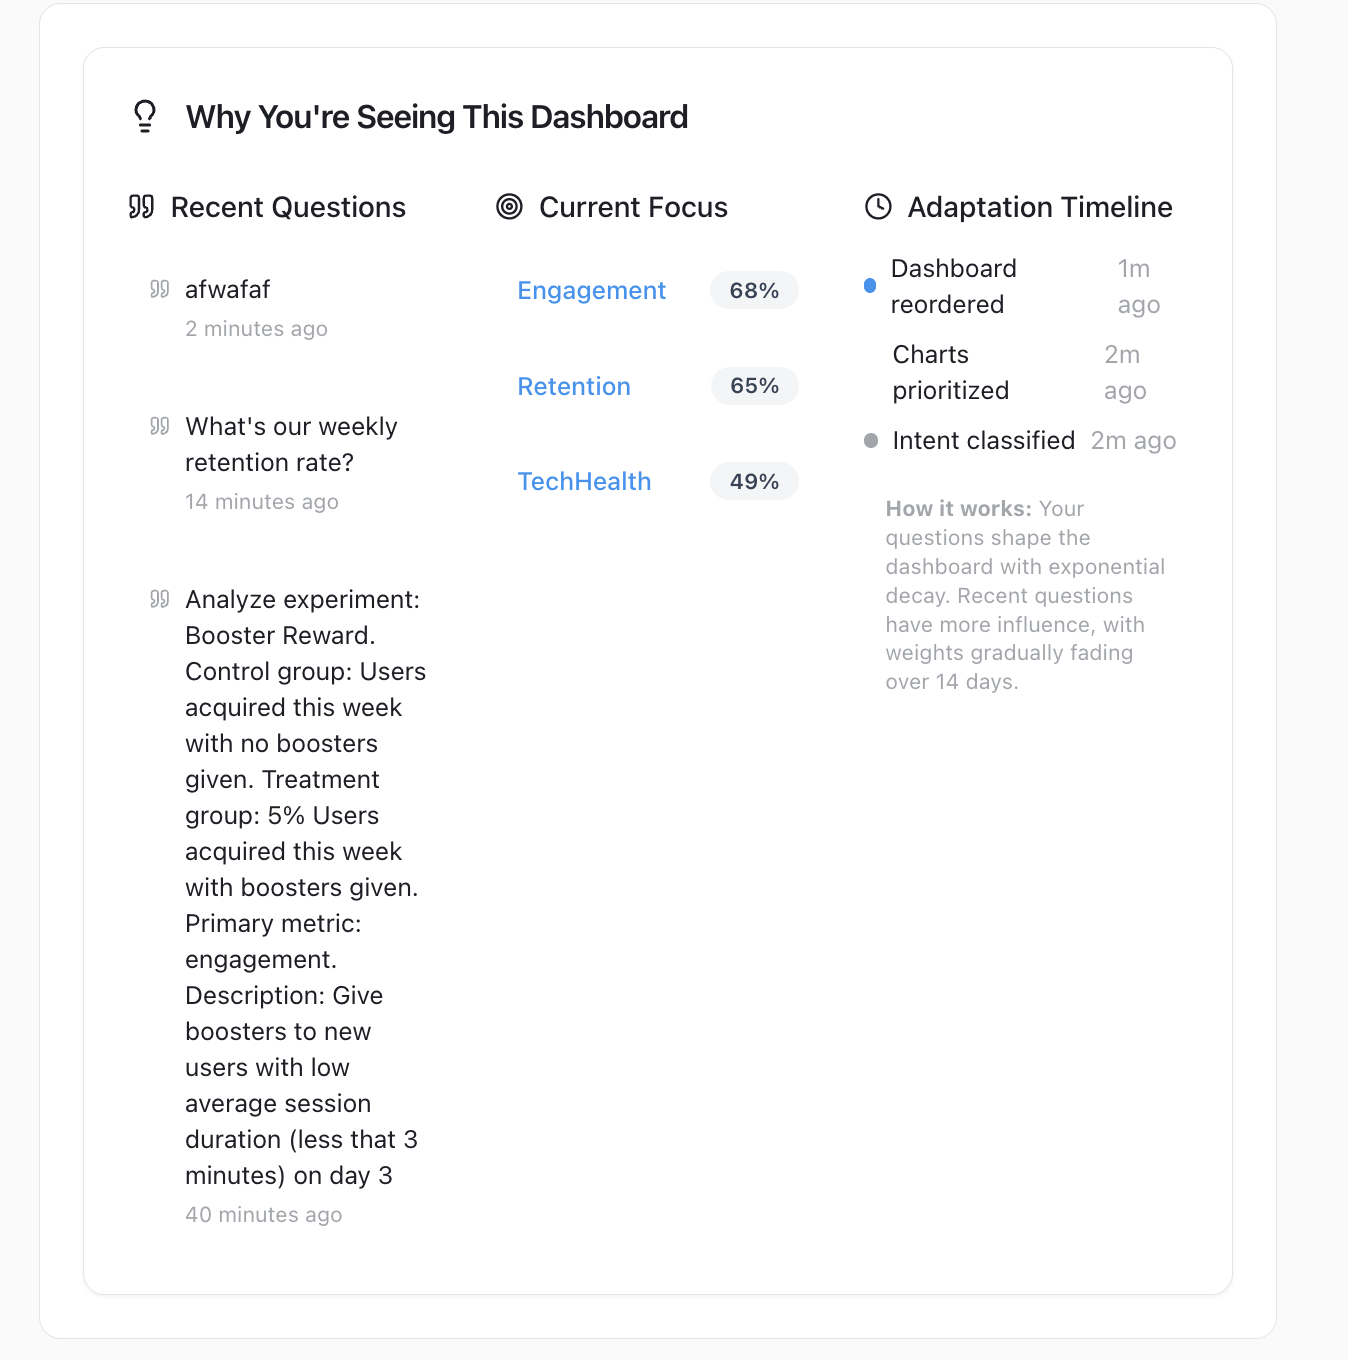 Why You're Seeing This Dashboard
Recent Questions
afwafaf
2 minutes ago
What's our weekly
retention rate?
14 minutes ago
Analyze experiment:
Booster Reward.
Control group: Users
acquired this week
with no boosters
given. Treatment
group: 5% Users
acquired this week
with boosters given.
Primary metric:
engagement.
Description: Give
boosters to new
users with low
average session
duration (less that 3
minutes) on day 3
40 minutes ago
Current Focus
Engagement 68%
Retention 65%
TechHealth 49%
Adaptation Timeline
Dashboard 1m
reordered ago
Charts 2m
prioritized ago
Intent classified 2m ago
How it works: Your
questions shape the
dashboard with exponential
decay. Recent questions
have more influence, with
weights gradually fading
over 14 days.